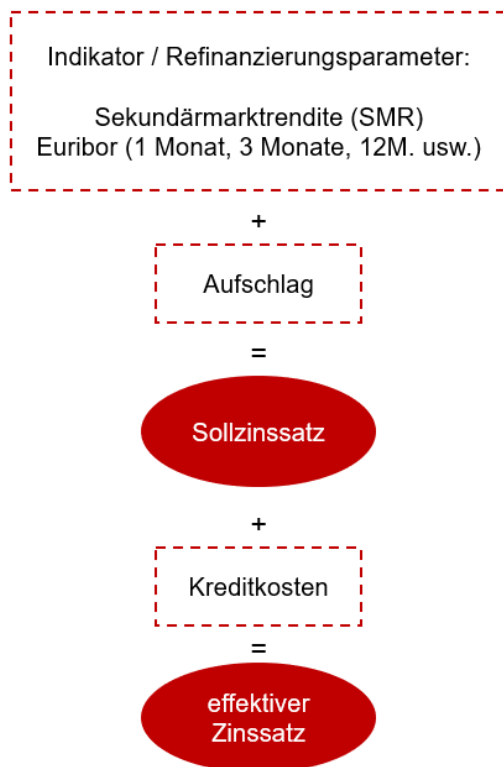 Indikator / Refinanzierungsparameter:
Sekundärmarktrendite (SMR)
Euribor (1 Monat, 3 Monate, 12M. usw.)
+
Aufschlag
=
Sollzinssatz
+
Kreditkosten
=
effektiver
Zinssatz